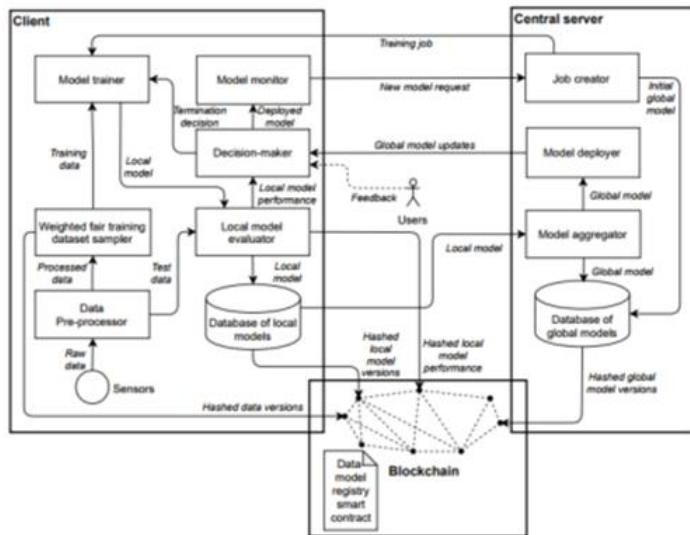 Client
Central server
Training job
Model trainer
Model monitor
Job creator
New model request
Initial
global
model
Termination
decision
Deployed
model
Training
data
Local
model
Decision-maker
Global model updates
Model deployer
Local model
performance
Feedback
Users
Global model
Weighted fair training
dataset sampler
Local model
evaluator
Local model
Model aggregator
Processed
data
Test
data
Local
model
Global model
Data
Pre-processor
Database of local
models
Database of
global models
Raw
data
Sensors
Hashed
local
model
versions
Hashed local
model
performance
Hashed global
model versions
Hashed data versions
Blockchain
Data
model
registry
smart
contract